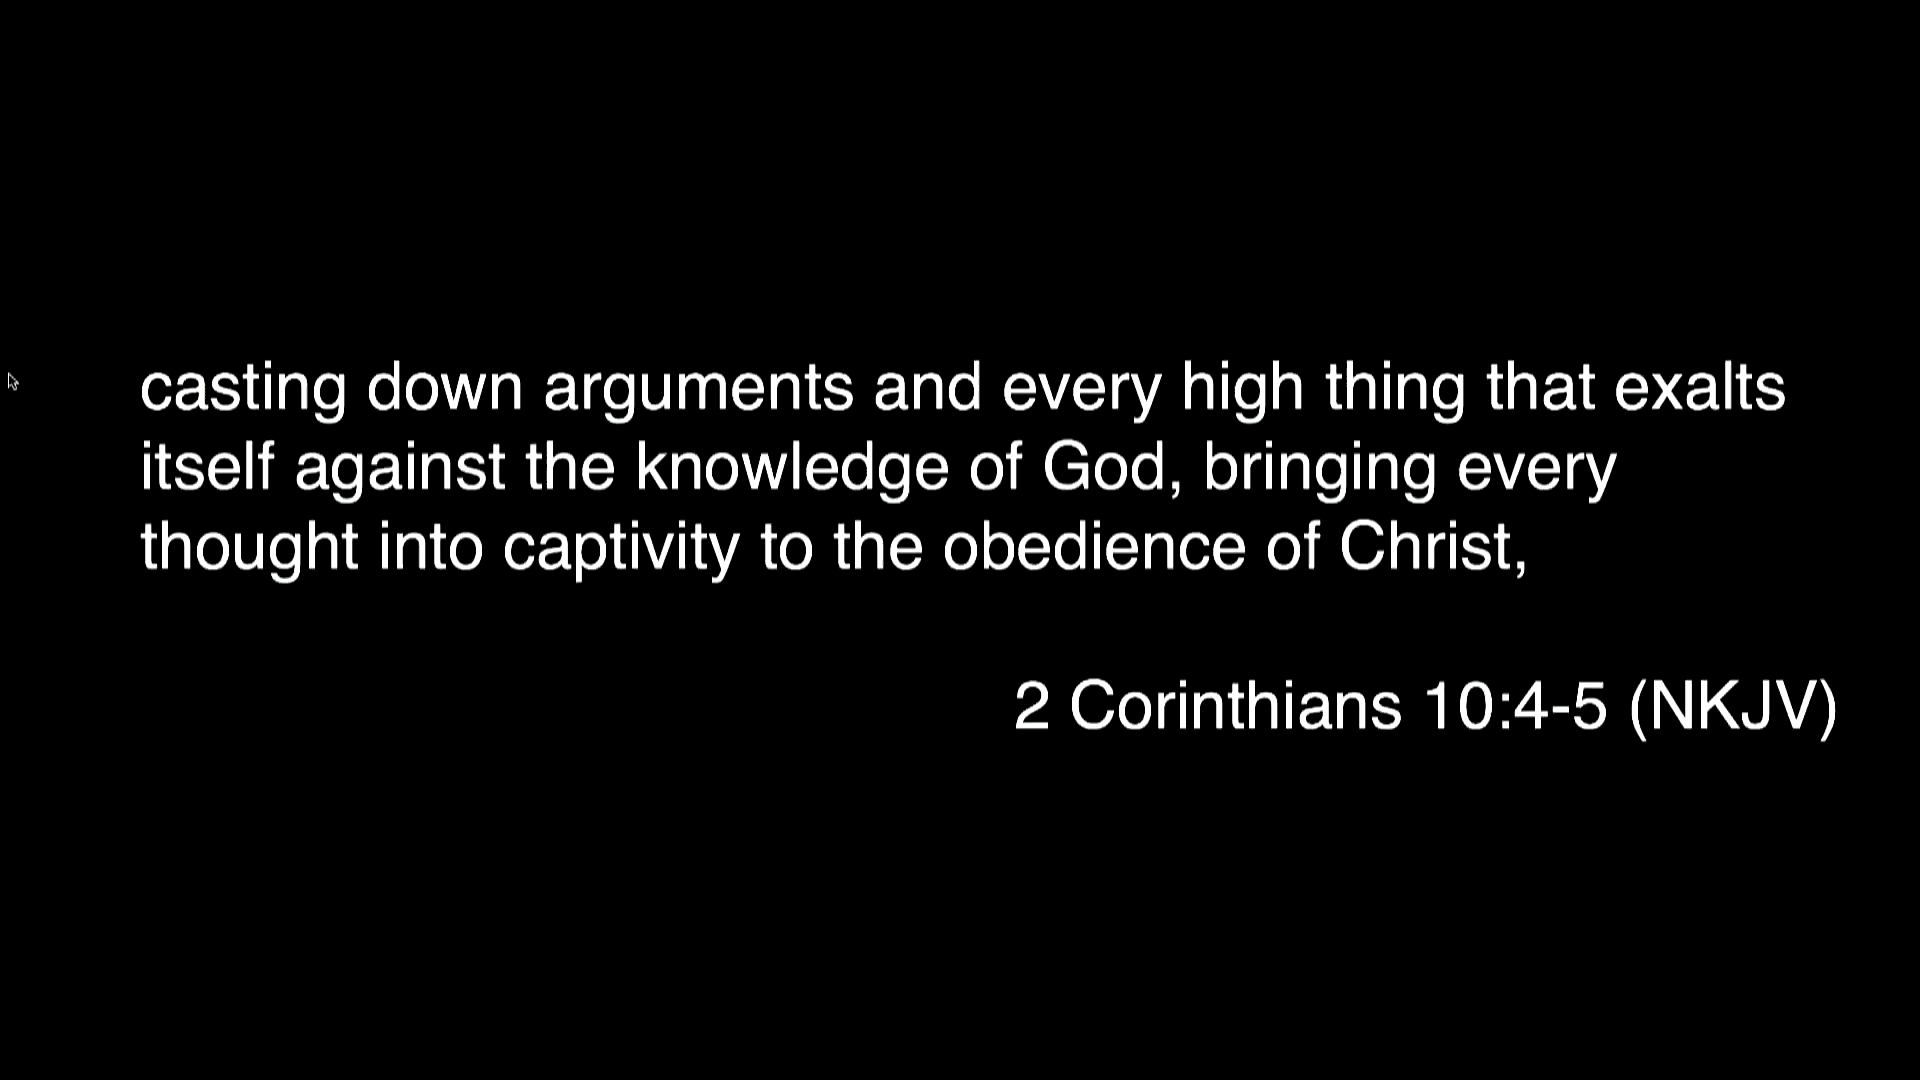 casting down arguments and every high thing that exalts
itself against the knowledge of God, bringing every
thought into captivity to the obedience of Christ,
2 Corinthians 10:4-5 (NKJV)